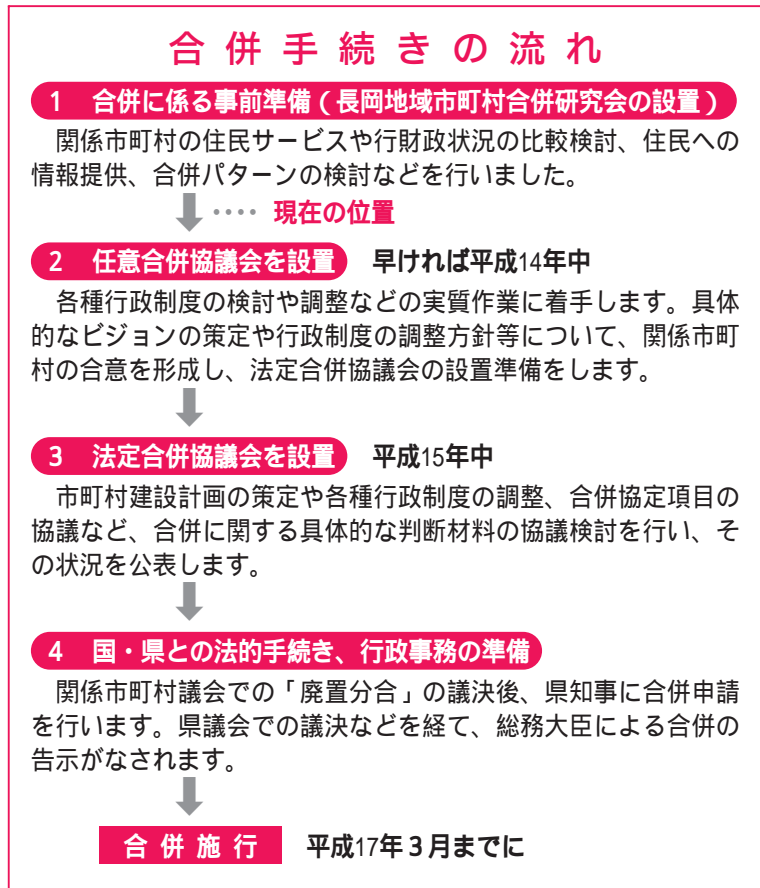 合併手続きの流れ
1 合併に係る事前準備(長岡地域市町村合併研究会の設置)
関係市町村の住民サービスや行財政状況の比較検討、住民への
情報提供、合併パターンの検討などを行いました。
‥‥ 現在の位置
2 任意合併協議会を設置 早ければ平成14年中
各種行政制度の検討や調整などの実質作業に着手します。具体
的なビジョンの策定や行政制度の調整方針等について、関係市町
村の合意を形成し、法定合併協議会の設置準備をします。
3 法定合併協議会を設置 平成15年中
市町村建設計画の策定や各種行政制度の調整、合併協定項目の
協議など、合併に関する具体的な判断材料の協議検討を行い、そ
の状況を公表します。
4 国・県との法的手続き、行政事務の準備
関係市町村議会での「廃置分合」の議決後、県知事に合併申請
を行います。県議会での議決などを経て、総務大臣による合併の
告示がなされます。
合併施行 平成17年3月までに